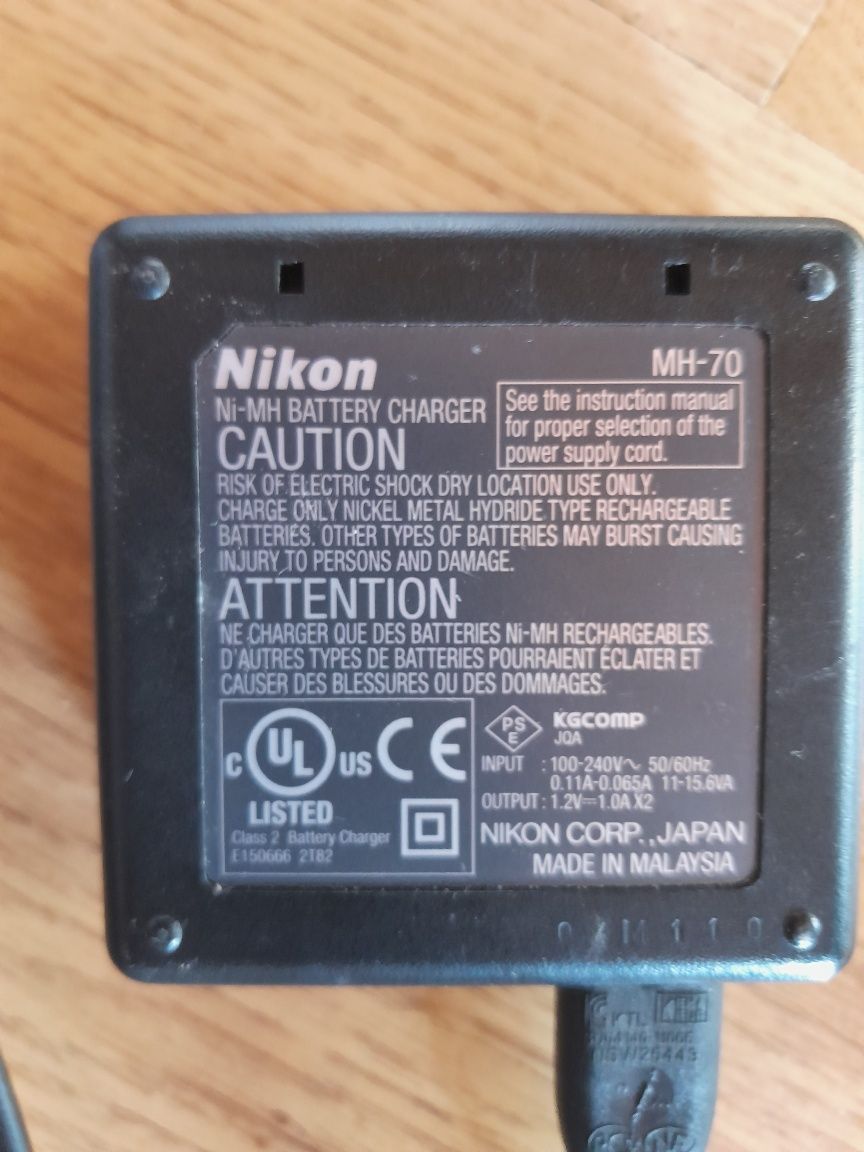 Nikon MH-70
Ni-MH BATTERY CHARGER
See the instruction manual
for proper selection of the
power supply cord.
CAUTION
RISK OF ELECTRIC SHOCK DRY LOCATION USE ONLY.
CHARGE ONLY NICKEL METAL HYDRIDE TYPE RECHARGEABLE
BATTERIES. OTHER TYPES OF BATTERIES MAY BURST CAUSING
INJURY TO PERSONS AND DAMAGE.
ATTENTION
NE CHARGER QUE DES BATTERIES Ni-MH RECHARGEABLES.
D'AUTRES TYPES DE BATTERIES POURRAIENT ÉCLATER ET
CAUSER DES BLESSURES OU DES DOMMAGES.
C UL US CE
LISTED
Class 2 Battery Charger
E150666 2T82
PS
E
KGCOMP
JQA
INPUT : 100-240V~ 50/60Hz
0.11A-0.065A 11-15.6VA
OUTPUT : 1.2V⎓1.0A X2
NIKON CORP., JAPAN
MADE IN MALAYSIA
KTL